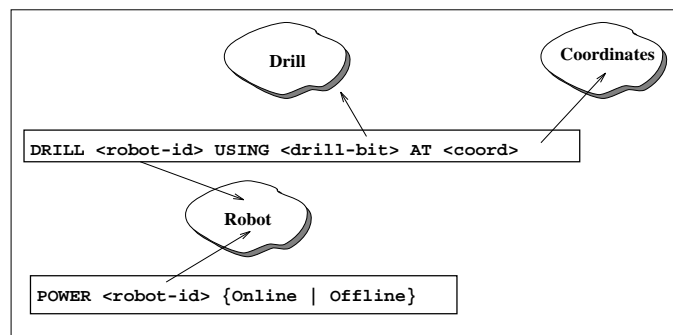 Drill
Coordinates
DRILL <robot-id> USING <drill-bit> AT <coord>
Robot
POWER <robot-id> {Online | Offline}